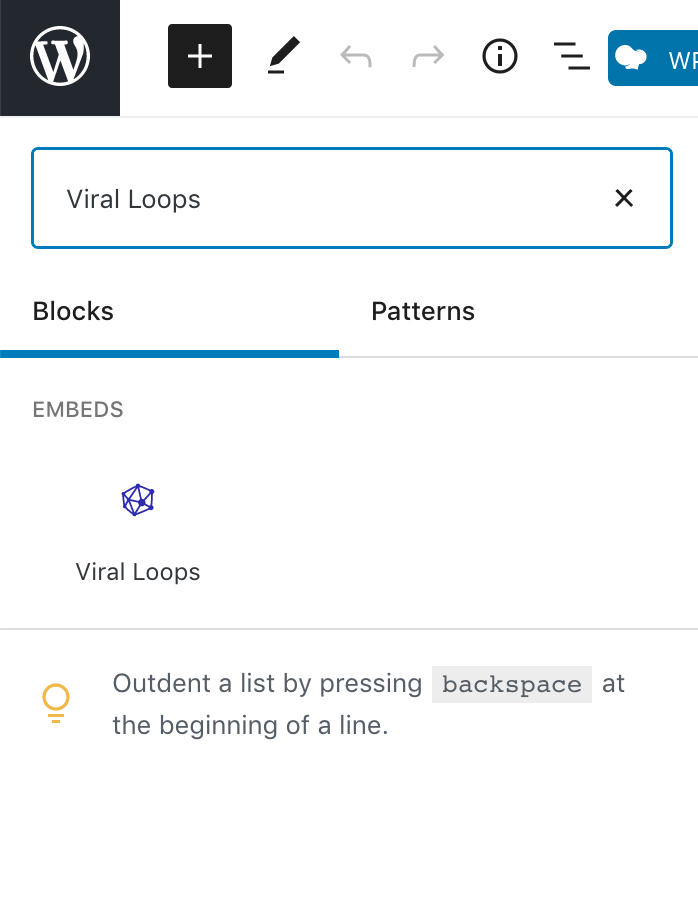 WP
Viral Loops
Blocks Patterns
EMBEDS
Viral Loops
Outdent a list by pressing backspace at
the beginning of a line.